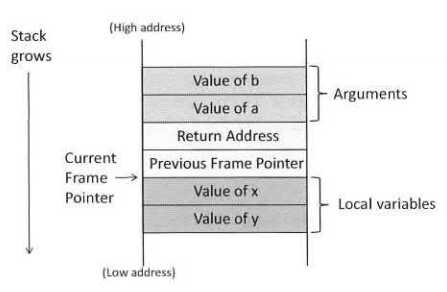 (High address)
Stack
grows
Value of b
Value of a
Arguments
Return Address
Previous Frame Pointer
Current
Frame
Pointer
Value of x
Value of y
Local variables
(Low address)